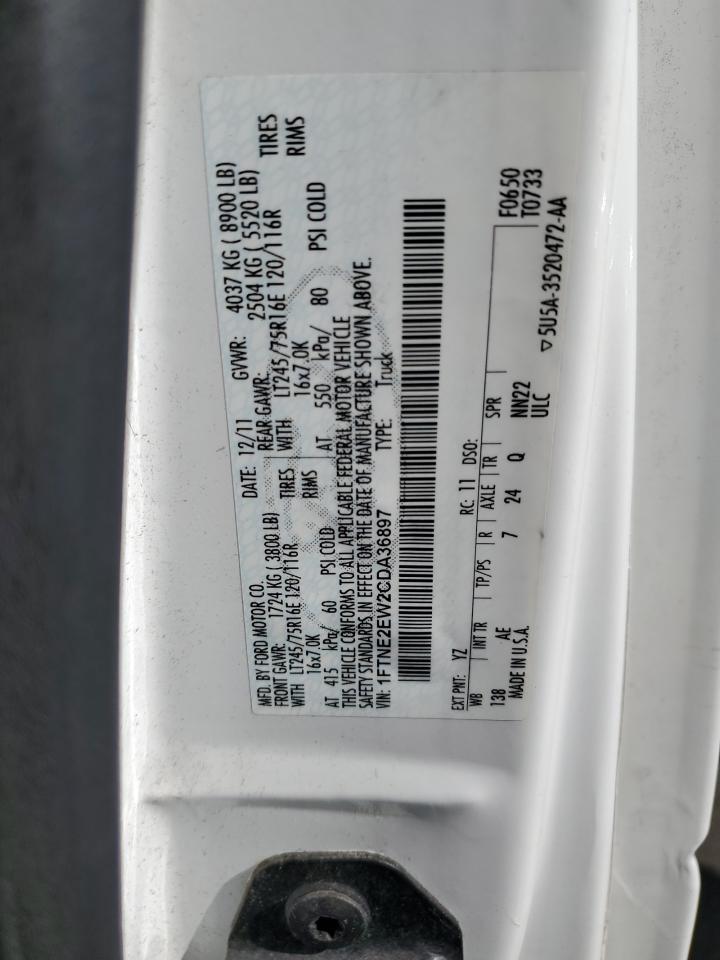 MFD. BY FORD MOTOR CO.
DATE: 12/11 GVWR: 4037 KG ( 8900 LB)
FRONT GAWR: 1724 KG ( 3800 LB) REAR GAWR: 2504 KG ( 5520 LB)
WITH LT245/75R16E 120/116R TIRES WITH LT245/75R16E 120/116R TIRES
16x7.0K RIMS 16x7.0K RIMS
AT 415 kPa/ 60 PSI COLD AT 550 kPa/ 80 PSI COLD
THIS VEHICLE CONFORMS TO ALL APPLICABLE FEDERAL MOTOR VEHICLE
SAFETY STANDARDS IN EFFECT ON THE DATE OF MANUFACTURE SHOWN ABOVE.
VIN: 1FTNE2EW2CDA36897 TYPE: Truck
EXT PNT: YZ RC: 11 DSO: F0650
T0733
WB INT TR TP/PS R AXLE TR SPR
138 AE 7 24 Q NN22
MADE IN U.S.A. ULC
▽5U5A-3520472-AA